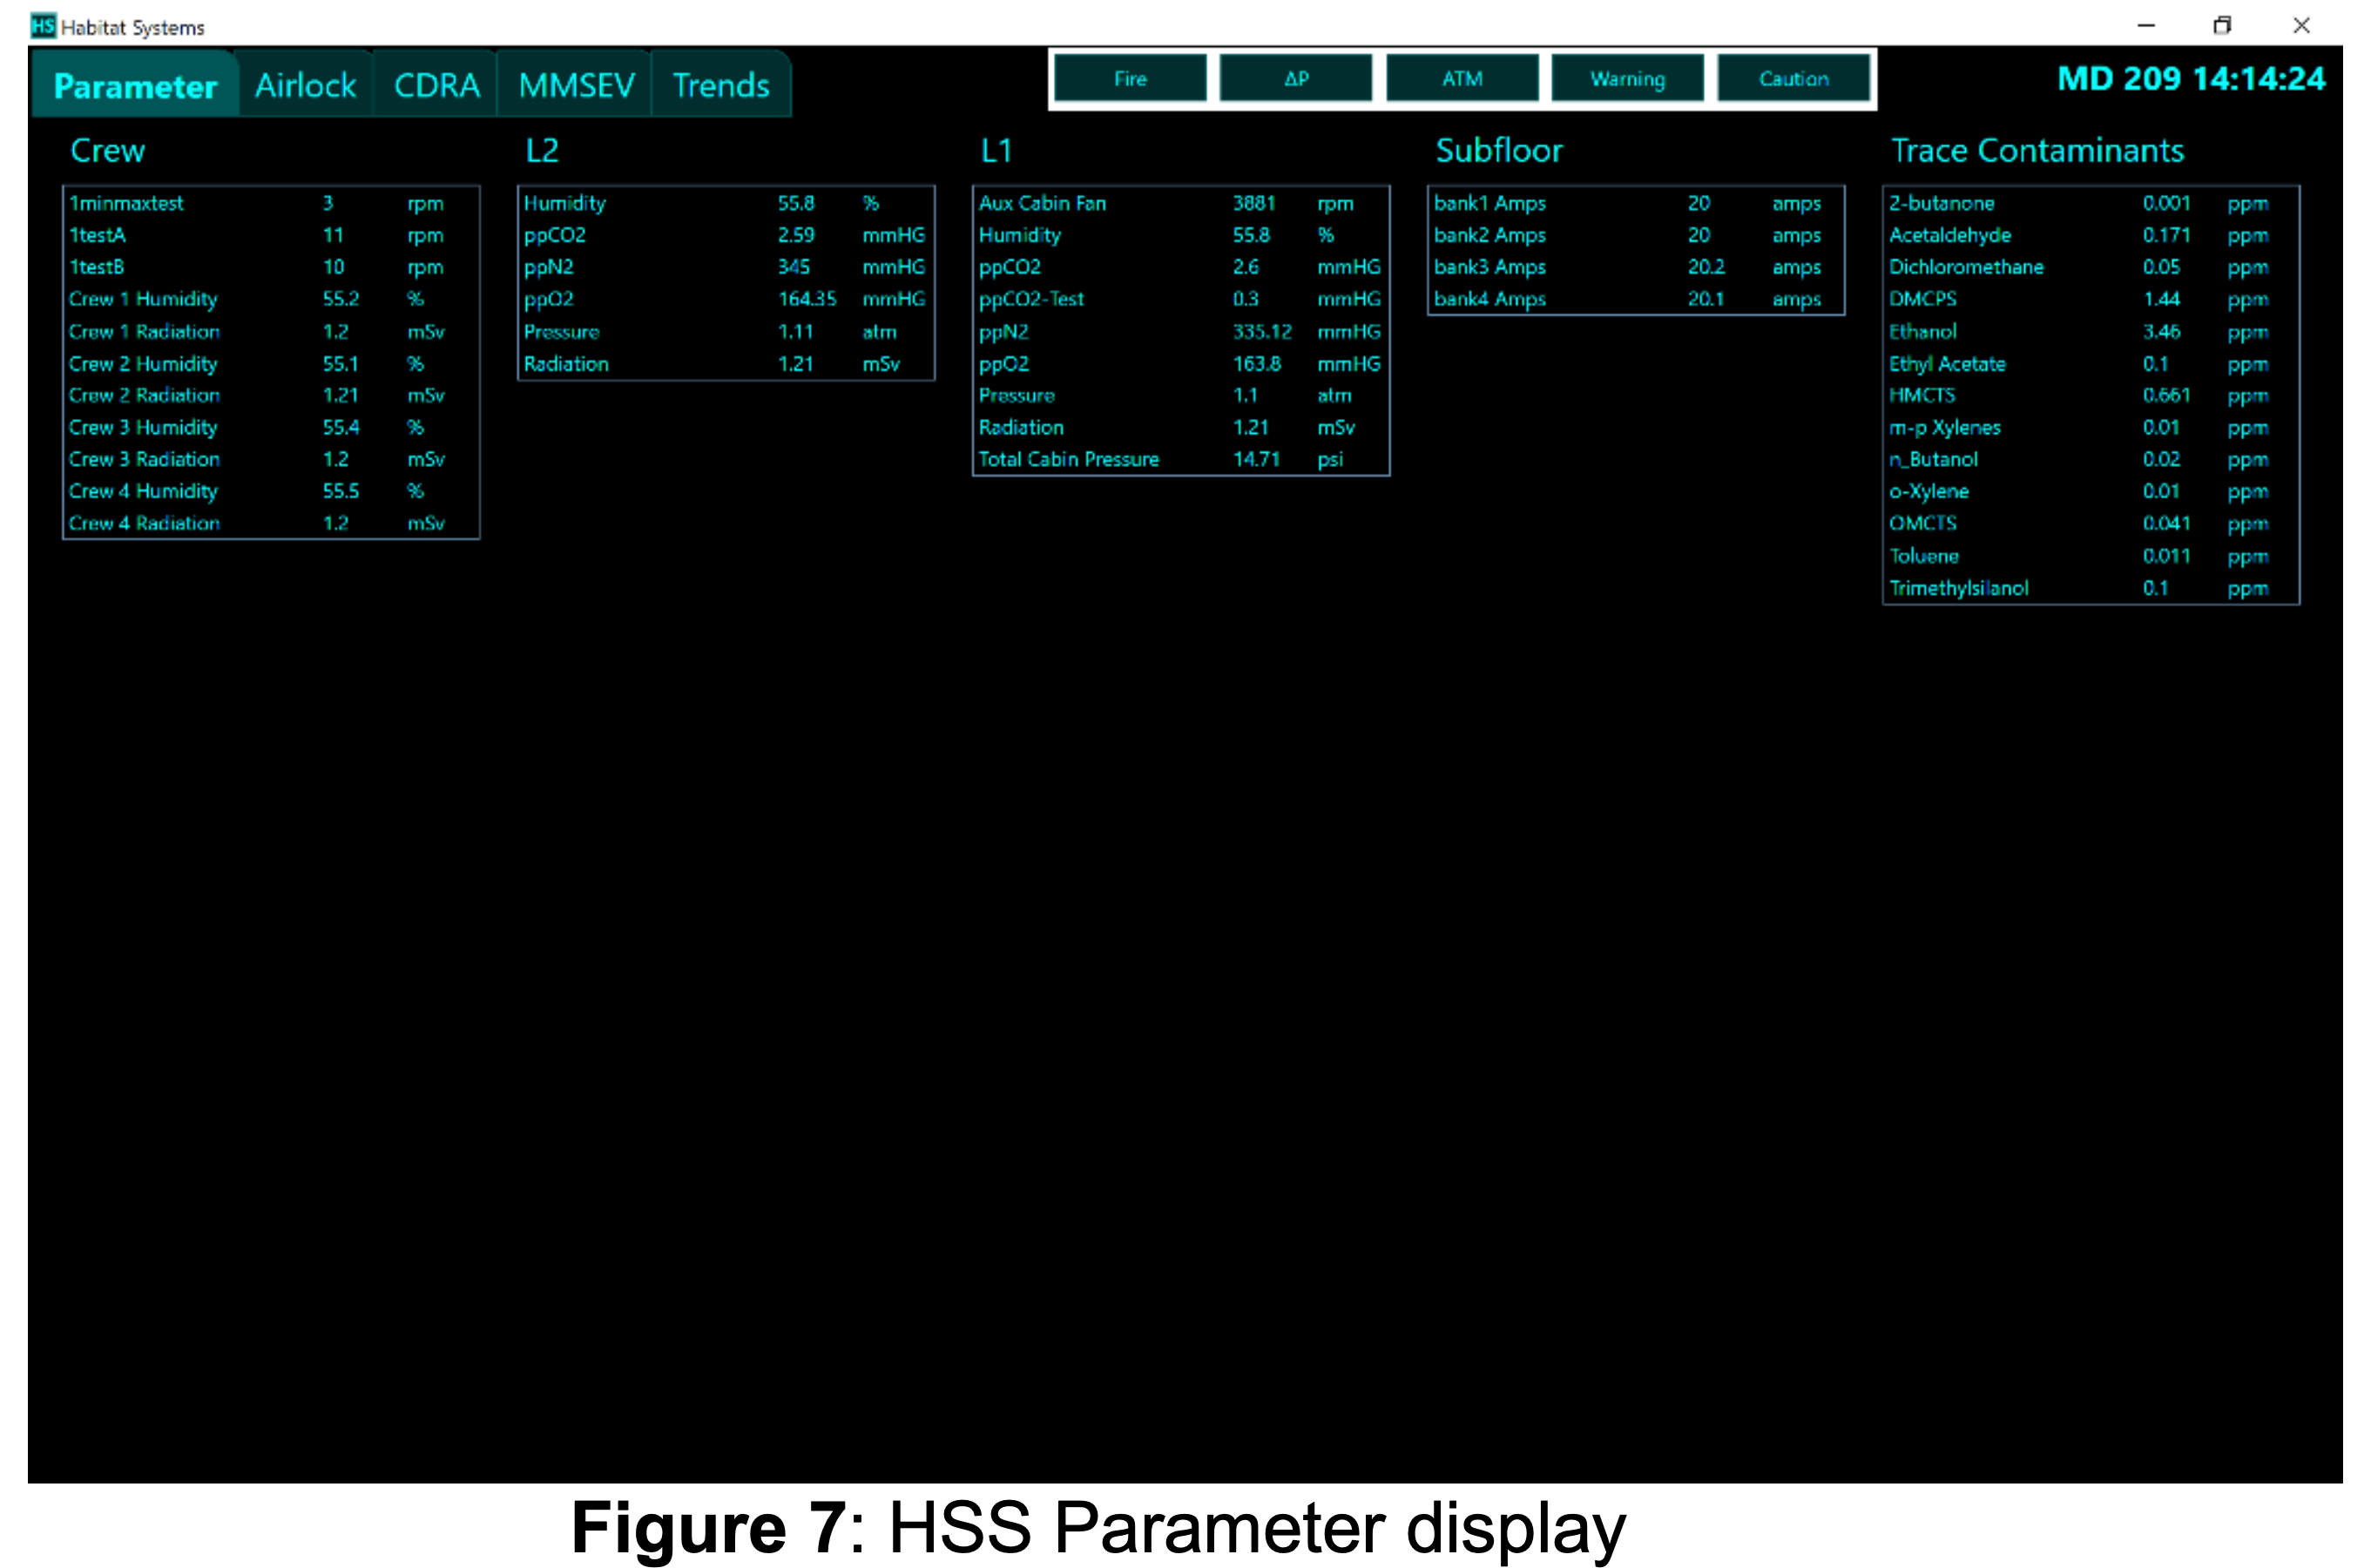 HS Habitat Systems
Parameter Airlock CDRA MMSEV Trends Fire ΔP ATM Warning Caution MD 209 14:14:24
Crew
1minmaxtest 3 rpm
1testA 11 rpm
1testB 10 rpm
Crew 1 Humidity 55.2 %
Crew 1 Radiation 1.2 mSv
Crew 2 Humidity 55.1 %
Crew 2 Radiation 1.21 mSv
Crew 3 Humidity 55.4 %
Crew 3 Radiation 1.2 mSv
Crew 4 Humidity 55.5 %
Crew 4 Radiation 1.2 mSv
L2
Humidity 55.8 %
ppCO2 2.59 mmHG
ppN2 345 mmHG
ppO2 164.35 mmHG
Pressure 1.11 atm
Radiation 1.21 mSv
L1
Aux Cabin Fan 3881 rpm
Humidity 55.8 %
ppCO2 2.6 mmHG
ppCO2-Test 0.3 mmHG
ppN2 335.12 mmHG
ppO2 163.8 mmHG
Pressure 1.1 atm
Radiation 1.21 mSv
Total Cabin Pressure 14.71 psi
Subfloor
bank1 Amps 20 amps
bank2 Amps 20 amps
bank3 Amps 20.2 amps
bank4 Amps 20.1 amps
Trace Contaminants
2-butanone 0.001 ppm
Acetaldehyde 0.171 ppm
Dichloromethane 0.05 ppm
DMCPS 1.44 ppm
Ethanol 3.46 ppm
Ethyl Acetate 0.1 ppm
HMCTS 0.661 ppm
m-p Xylenes 0.01 ppm
n_Butanol 0.02 ppm
o-Xylene 0.01 ppm
OMCTS 0.041 ppm
Toluene 0.011 ppm
Trimethylsilanol 0.1 ppm
Figure 7: HSS Parameter display